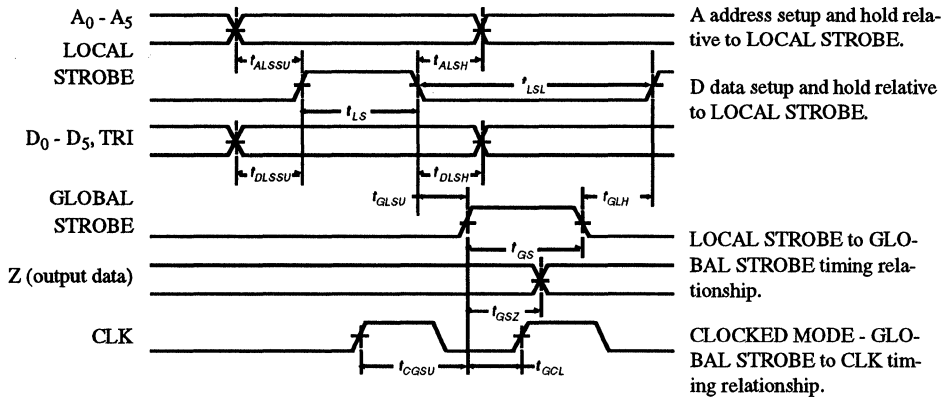 A0 - A5
A address setup and hold rela-
tive to LOCAL STROBE.
LOCAL
STROBE
tALSSU
tALSH
tLSL
tLS
D data setup and hold relative
to LOCAL STROBE.
D0 - D5, TRI
tDLSSU
tDLSH
GLOBAL
STROBE
tGLSU
tGLH
tGS
LOCAL STROBE to GLO-
BAL STROBE timing rela-
tionship.
Z (output data)
tGSZ
CLK
tCGSU
tGCL
CLOCKED MODE - GLO-
BAL STROBE to CLK tim-
ing relationship.